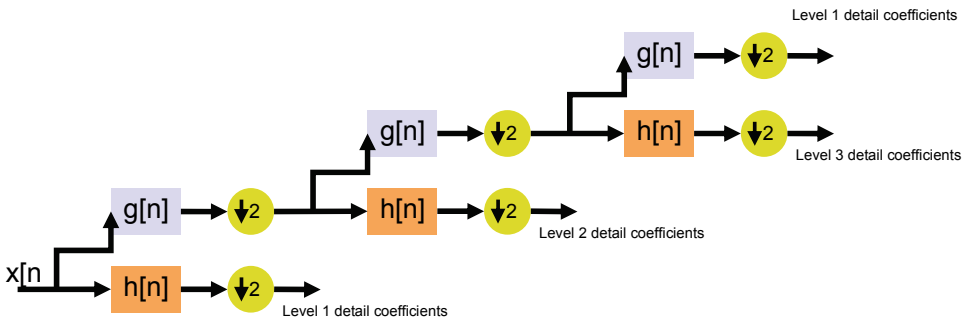 Level 1 detail coefficients
g[n]
2
h[n]
2
Level 3 detail coefficients
g[n]
2
h[n]
2
Level 2 detail coefficients
g[n]
2
x[n
h[n]
2
Level 1 detail coefficients